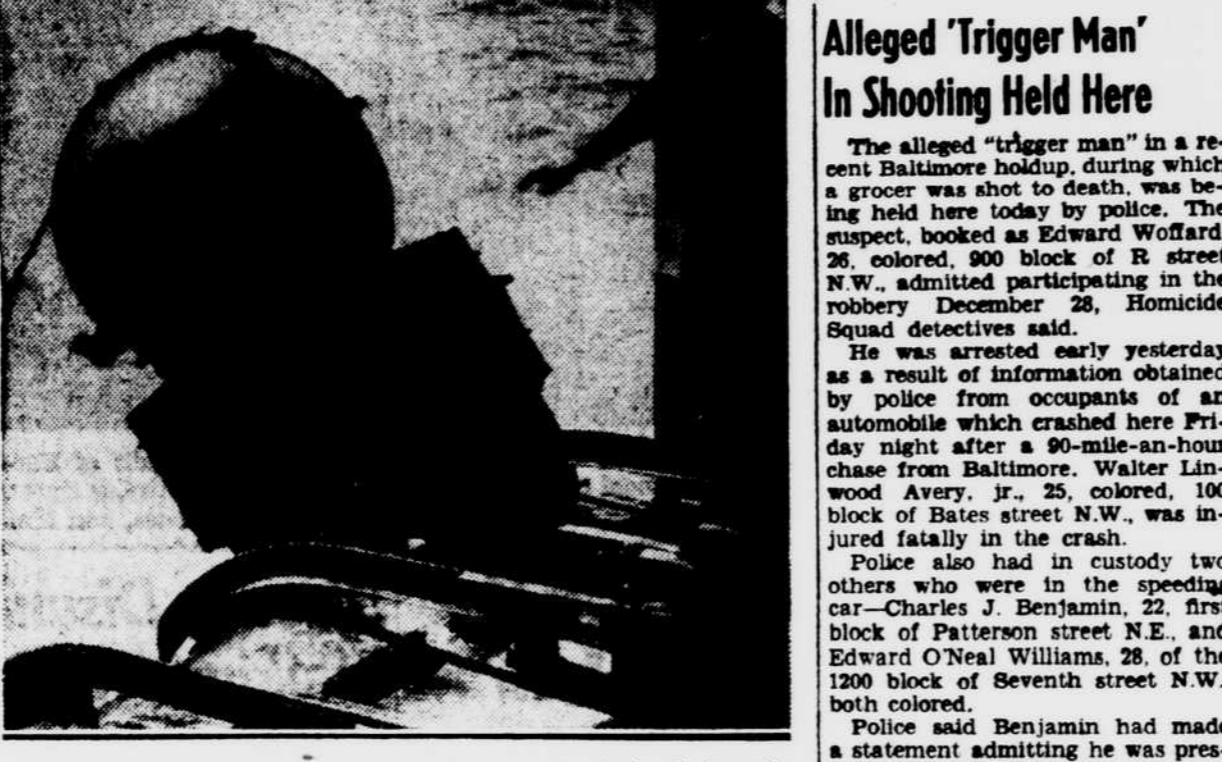 Alleged 'Trigger Man'
In Shooting Held Here
The alleged "trigger man" in a re-
cent Baltimore holdup, during which
a grocer was shot to death, was be-
ing held here today by police. The
suspect, booked as Edward Woffard,
26, colored, 900 block of R street
N.W., admitted participating in the
robbery December 28, Homicide
Squad detectives said.
He was arrested early yesterday
as a result of information obtained
by police from occupants of an
automobile which crashed here Fri-
day night after a 90-mile-an-hour
chase from Baltimore. Walter Lin-
wood Avery, jr., 25, colored, 100
block of Bates street N.W., was in-
jured fatally in the crash.
Police also had in custody two
others who were in the speeding
car—Charles J. Benjamin, 22, first
block of Patterson street N.E., and
Edward O'Neal Williams, 28, of the
1200 block of Seventh street N.W.,
both colored.
Police said Benjamin had made
a statement admitting he was pres-